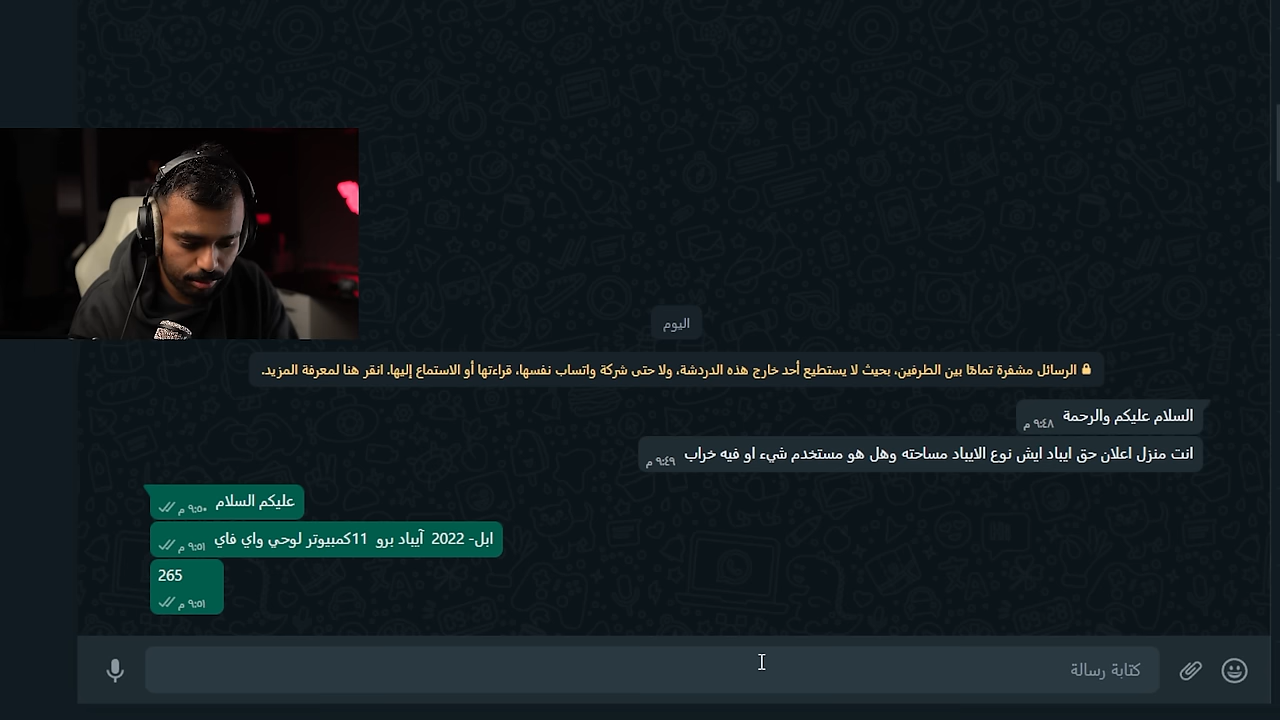 اليوم
الرسائل مشفرة تمامًا بين الطرفين، بحيث لا يستطيع أحد خارج هذه الدردشة، ولا حتى شركة واتساب نفسها، قراءتها أو الاستماع إليها. انقر هنا لمعرفة المزيد.
السلام عليكم والرحمة ٩:٤٨ م
انت منزل اعلان حق ايباد ايش نوع الايباد مساحته وهل هو مستخدم شيء او فيه خراب ٩:٤٩ م
عليكم السلام ٩:٥٠ م
ابل- 2022 آيباد برو 11كمبيوتر لوحي واي فاي ٩:٥١ م
265
٩:٥١ م
كتابة رسالة